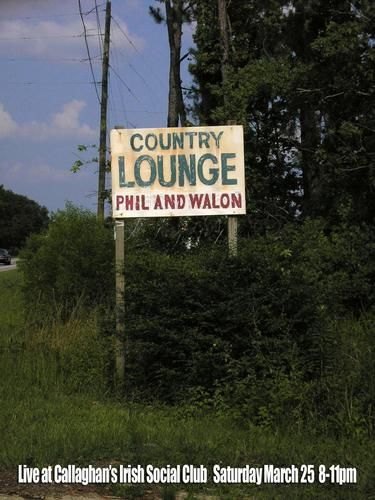 COUNTRY
LOUNGE
PHIL AND WALON
Live at Callaghan's Irish Social Club Saturday March 25 8-11pm